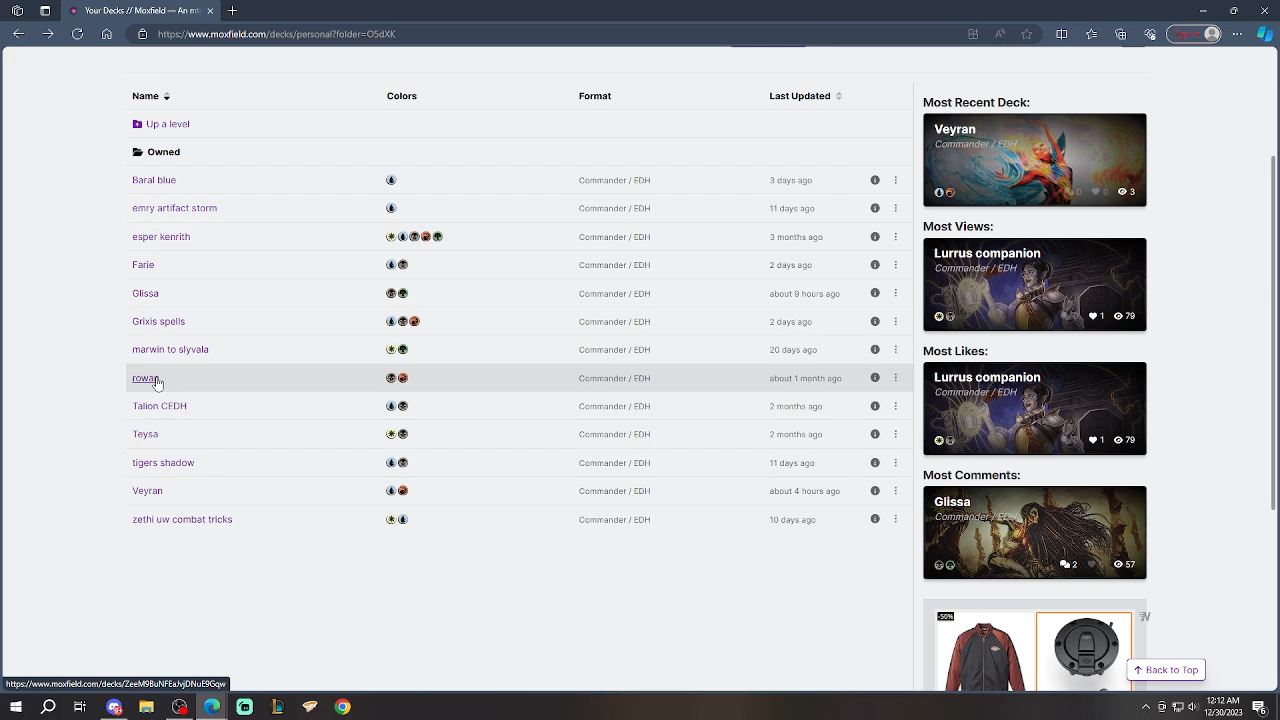 Your Decks // Moxfield — An mt
https://www.moxfield.com/decks/personal?folder=O5dXK
Name
Colors
Format
Last Updated
Up a level
Owned
Baral blue
Commander / EDH
3 days ago
emry artifact storm
Commander / EDH
11 days ago
esper kenrith
Commander / EDH
3 months ago
Farie
Commander / EDH
2 days ago
Glissa
Commander / EDH
about 9 hours ago
Grixis spells
Commander / EDH
2 days ago
marwin to slyvala
Commander / EDH
20 days ago
rowan
Commander / EDH
about 1 month ago
Talion CEDH
Commander / EDH
2 months ago
Teysa
Commander / EDH
2 months ago
tigers shadow
Commander / EDH
11 days ago
Veyran
Commander / EDH
about 4 hours ago
zethi uw combat tricks
Commander / EDH
10 days ago
Most Recent Deck:
Veyran
Commander / EDH
0
0
3
Most Views:
Lurrus companion
Commander / EDH
1
79
Most Likes:
Lurrus companion
Commander / EDH
1
79
Most Comments:
Glissa
Commander / EDH
2
57
-50%
Back to Top
12:12 AM
12/30/2023
6